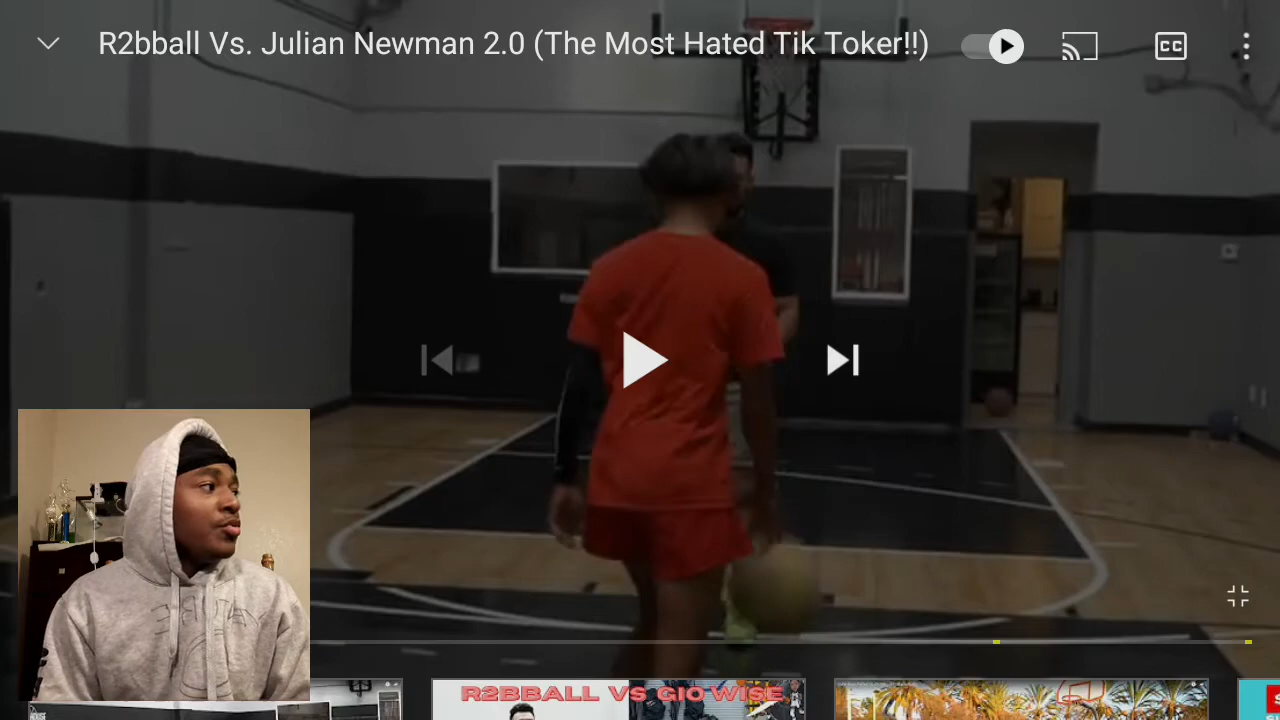 R2bball Vs. Julian Newman 2.0 (The Most Hated Tik Toker!!)
CC
R2BBALL VS GIO WISE